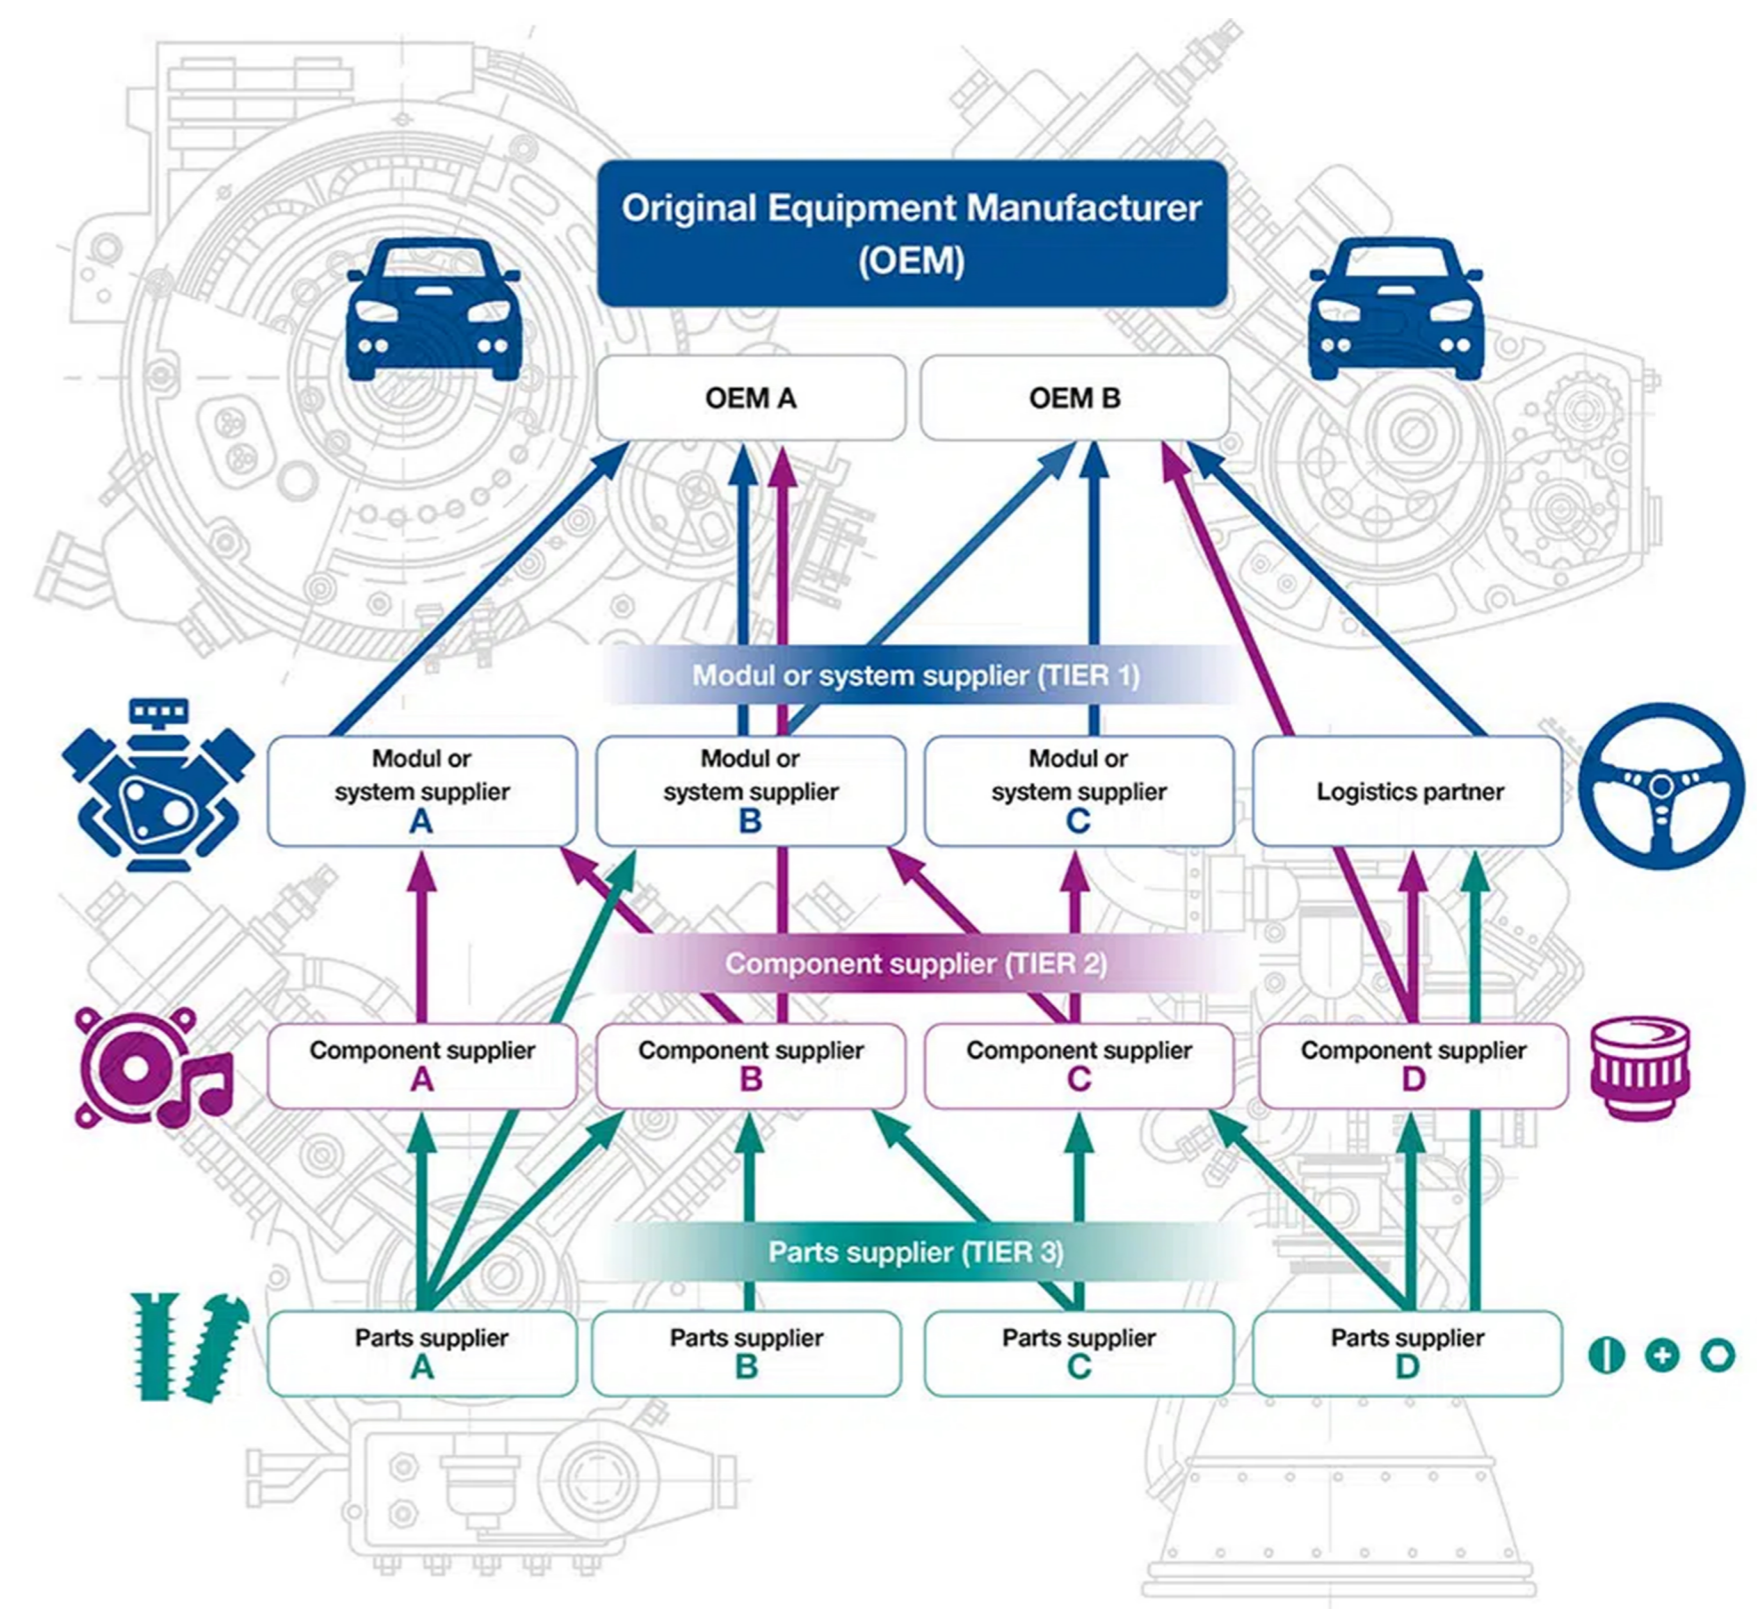 Original Equipment Manufacturer
(OEM)
OEM A
OEM B
Modul or system supplier (TIER 1)
Modul or
system supplier
A
Modul or
system supplier
B
Modul or
system supplier
C
Logistics partner
Component supplier (TIER 2)
Component supplier
A
Component supplier
B
Component supplier
C
Component supplier
D
Parts supplier (TIER 3)
Parts supplier
A
Parts supplier
B
Parts supplier
C
Parts supplier
D